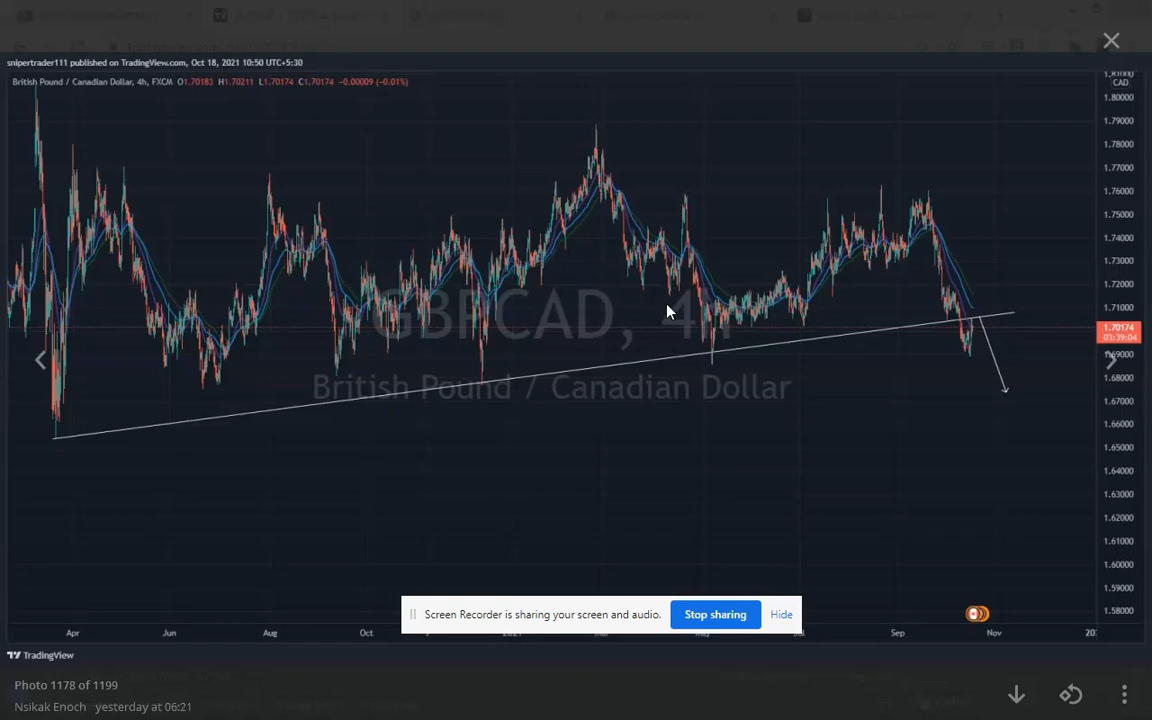 snipertrader111 published on TradingView.com, Oct 18, 2021 10:50 UTC+5:30
British Pound / Canadian Dollar, 4h, FXCM O1.70183 H1.70211 L1.70174 C1.70174 -0.00009 (-0.01%)
CAD
1.80000
1.79000
1.78000
1.77000
1.76000
1.75000
1.74000
1.73000
1.72000
1.71000
1.70174
03:39:04
1.69000
1.68000
1.67000
1.66000
1.65000
1.64000
1.63000
1.62000
1.61000
1.60000
1.59000
1.58000
GBPCAD, 4h
British Pound / Canadian Dollar
Screen Recorder is sharing your screen and audio.
Stop sharing
Hide
Apr
Jun
Aug
Oct
Sep
Nov
TradingView
Photo 1178 of 1199
Nsikak Enoch yesterday at 06:21